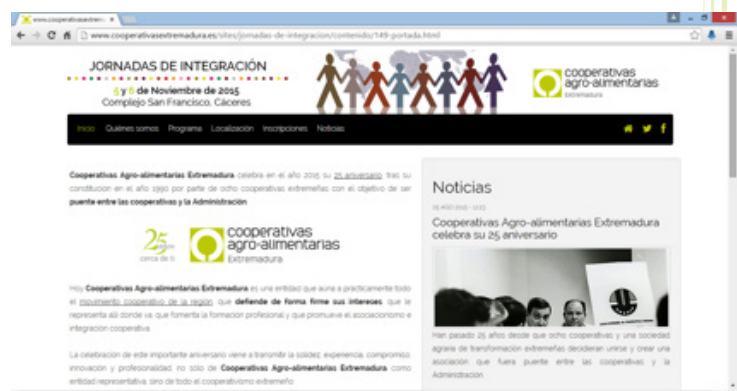 www.cooperativasextrem
www.cooperativasextremadura.es/sites/jornadas-de-integracion/contenido/149-portada.html
JORNADAS DE INTEGRACIÓN
5 y 6 de Noviembre de 2015
Complejo San Francisco, Cáceres
cooperativas
agro-alimentarias
Extremadura
Inicio Quiénes somos Programa Localización Inscripciones Noticias
Cooperativas Agro-alimentarias Extremadura celebra en el año 2015 su 25 aniversario tras su
constitución en el año 1990 por parte de ocho cooperativas extremeñas con el objetivo de ser
puente entre las cooperativas y la Administración
25 años
cerca de ti
cooperativas
agro-alimentarias
Extremadura
Hoy Cooperativas Agro-alimentarias Extremadura es una entidad que auna a prácticamente todo
el movimiento cooperativo de la región, que defiende de forma firme sus intereses, que le
representa allí donde va, que fomenta la formación profesional y que promueve el asociacionismo e
integración cooperativa.
La celebración de este importante aniversario viene a transmitir la solidez, experiencia, compromiso,
innovación y profesionalidad no sólo de Cooperativas Agro-alimentarias Extremadura como
entidad representativa, sino de todo el cooperativismo extremeño.
Noticias
Cooperativas Agro-alimentarias Extremadura
celebra su 25 aniversario
Han pasado 25 años desde que ocho cooperativas y una sociedad
agraria de transformación extremeñas decidieran unirse y crear una
asociación que fuera puente entre las cooperativas y la
Administración.